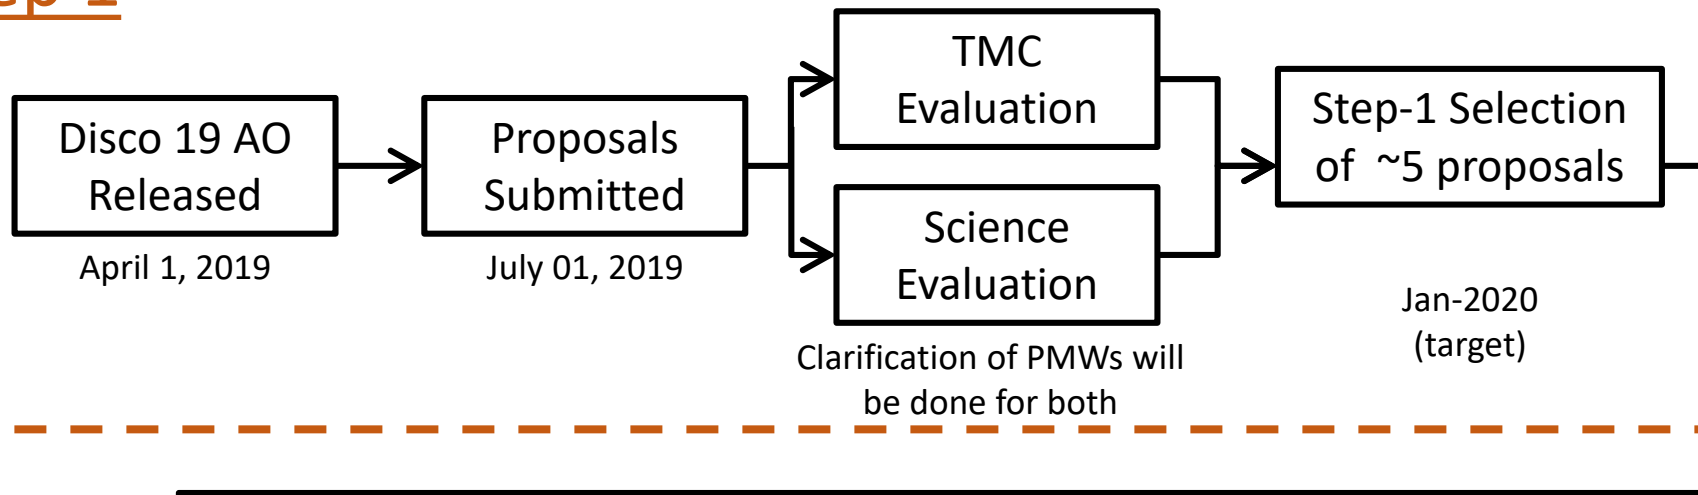 Disco 19 AO
Released
April 1, 2019
Proposals
Submitted
July 01, 2019
TMC
Evaluation
Science
Evaluation
Clarification of PMWs will
be done for both
Step-1 Selection
of ~5 proposals
Jan-2020
(target)